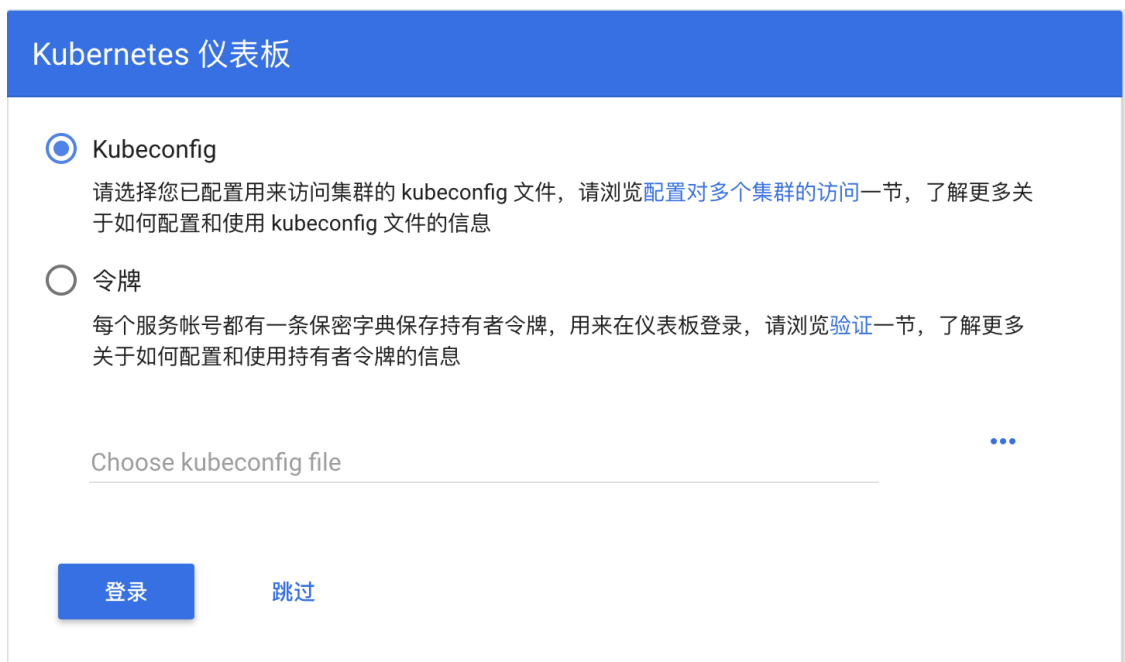 Kubernetes 仪表板
Kubeconfig
请选择您已配置用来访问集群的 kubeconfig 文件，请浏览配置对多个集群的访问一节，了解更多关
于如何配置和使用 kubeconfig 文件的信息
令牌
每个服务帐号都有一条保密字典保存持有者令牌，用来在仪表板登录，请浏览验证一节，了解更多
关于如何配置和使用持有者令牌的信息
Choose kubeconfig file
登录 跳过